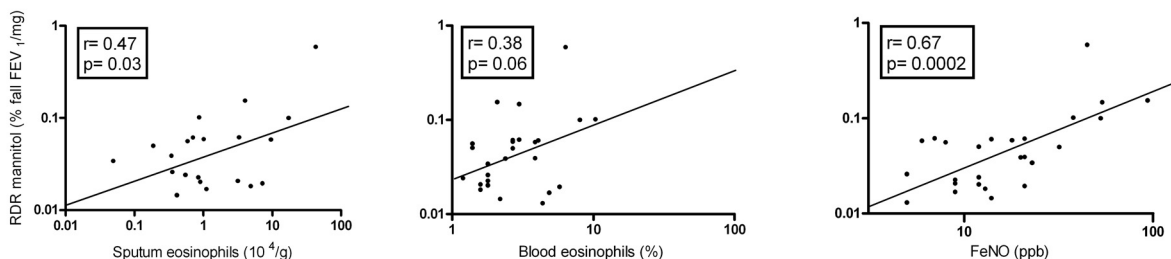 RDR mannitol (% fall FEV 1/mg)
1
0.1
0.01
r= 0.47
p= 0.03
0.01
0.1
1
10
100
Sputum eosinophils (10 4/g)
1
0.1
0.01
r= 0.38
p= 0.06
1
10
100
Blood eosinophils (%)
1
0.1
0.01
r= 0.67
p= 0.0002
10
100
FeNO (ppb)